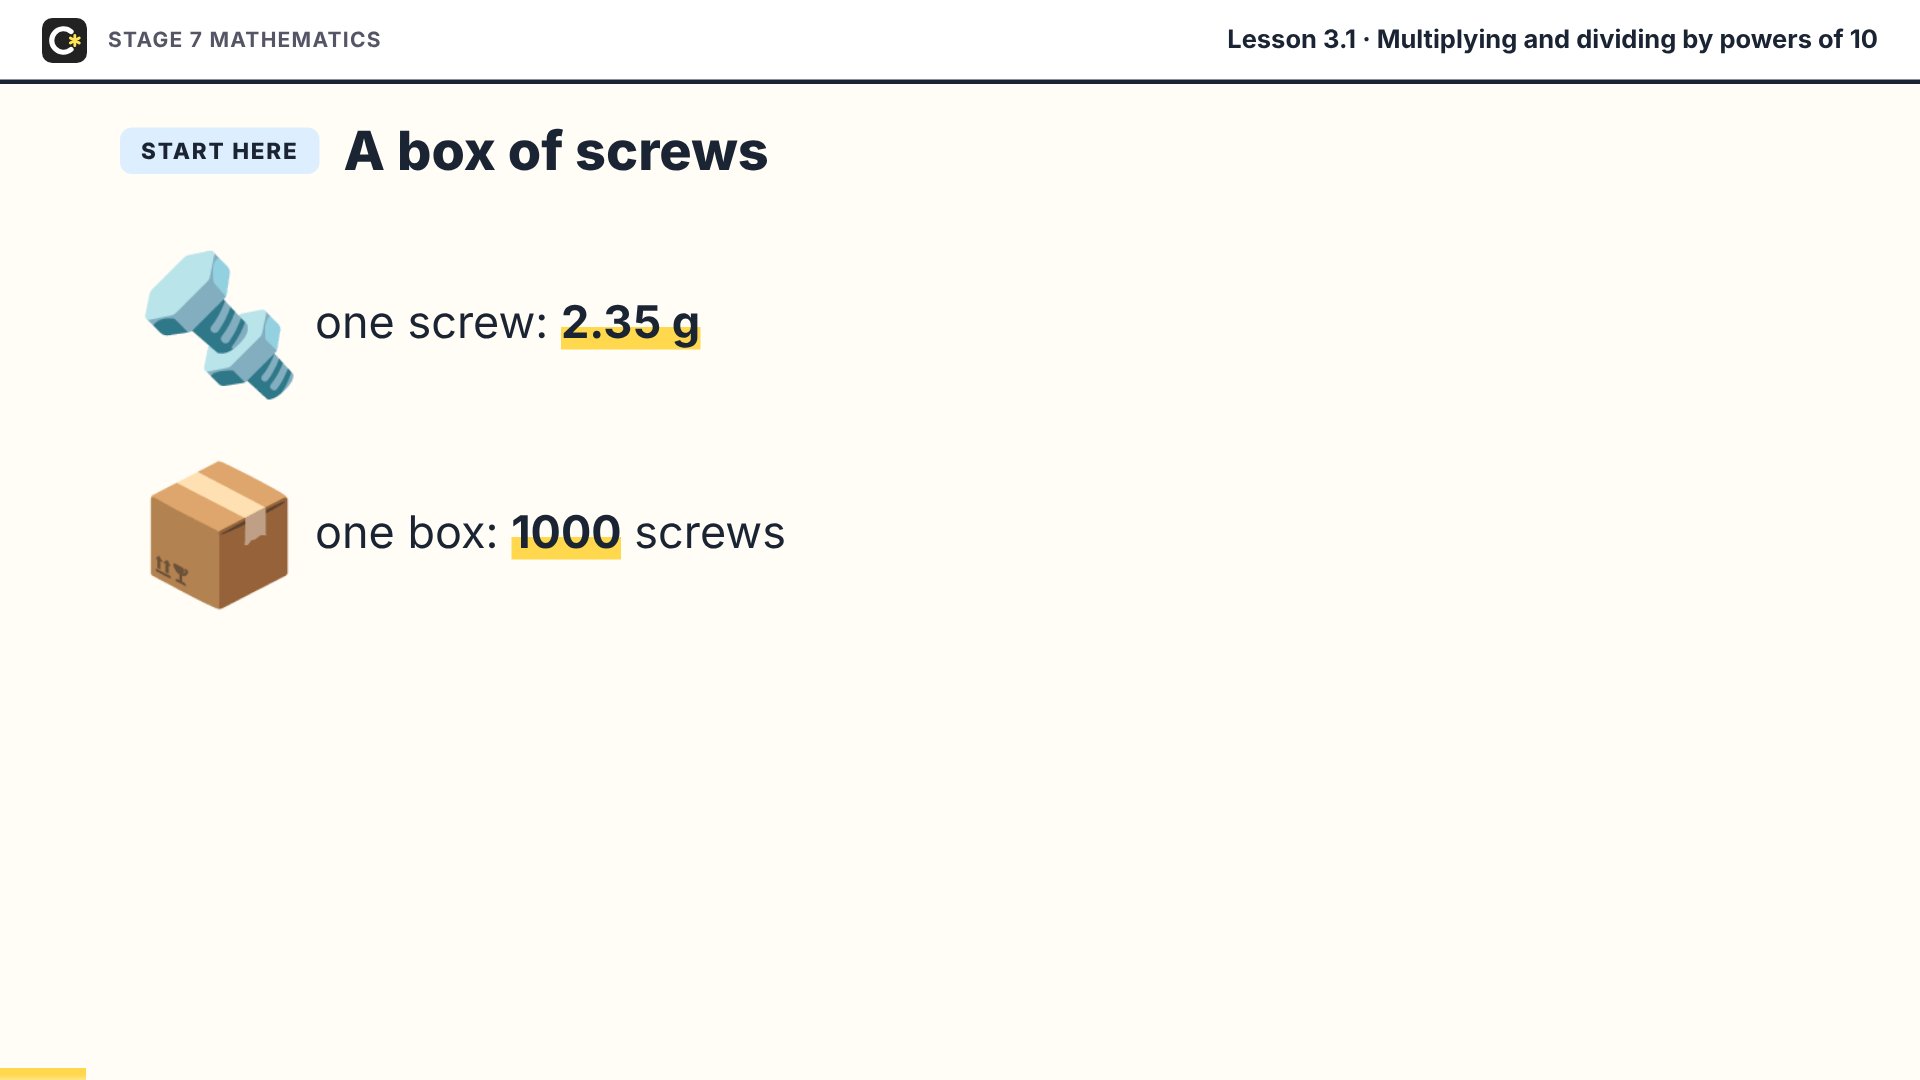 STAGE 7 MATHEMATICS
Lesson 3.1 · Multiplying and dividing by powers of 10
START HERE
A box of screws
one screw: 2.35 g
one box: 1000 screws